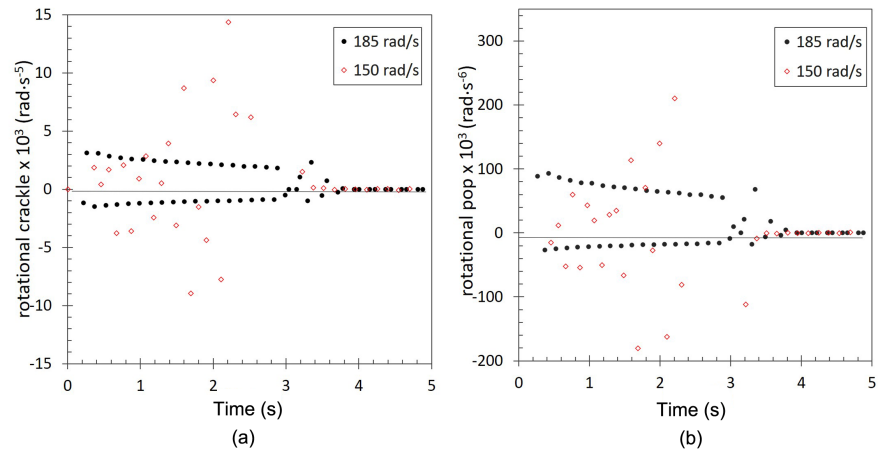 15
10
5
0
-5
-10
-15
rotational crackle x 10³ (rad·s⁻⁵)
185 rad/s
150 rad/s
0
1
2
3
4
5
Time (s)
(a)
300
200
100
0
-100
-200
rotational pop x 10³ (rad·s⁻⁶)
185 rad/s
150 rad/s
0
1
2
3
4
5
Time (s)
(b)